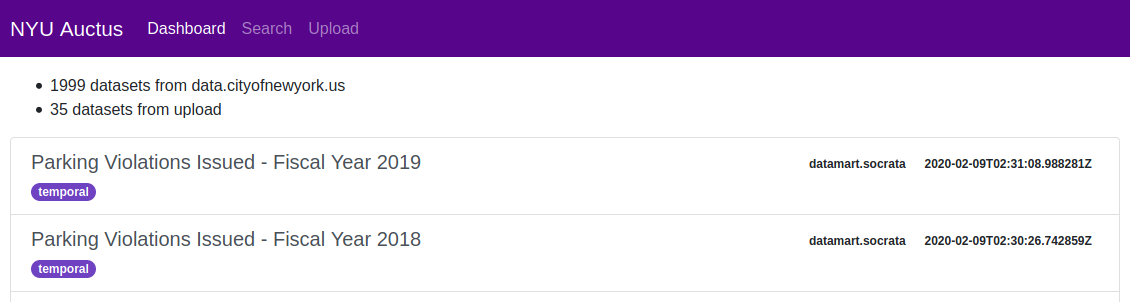 NYU Auctus Dashboard Search Upload
1999 datasets from data.cityofnewyork.us
35 datasets from upload
Parking Violations Issued - Fiscal Year 2019 datamart.socrata 2020-02-09T02:31:08.988281Z
temporal
Parking Violations Issued - Fiscal Year 2018 datamart.socrata 2020-02-09T02:30:26.742859Z
temporal